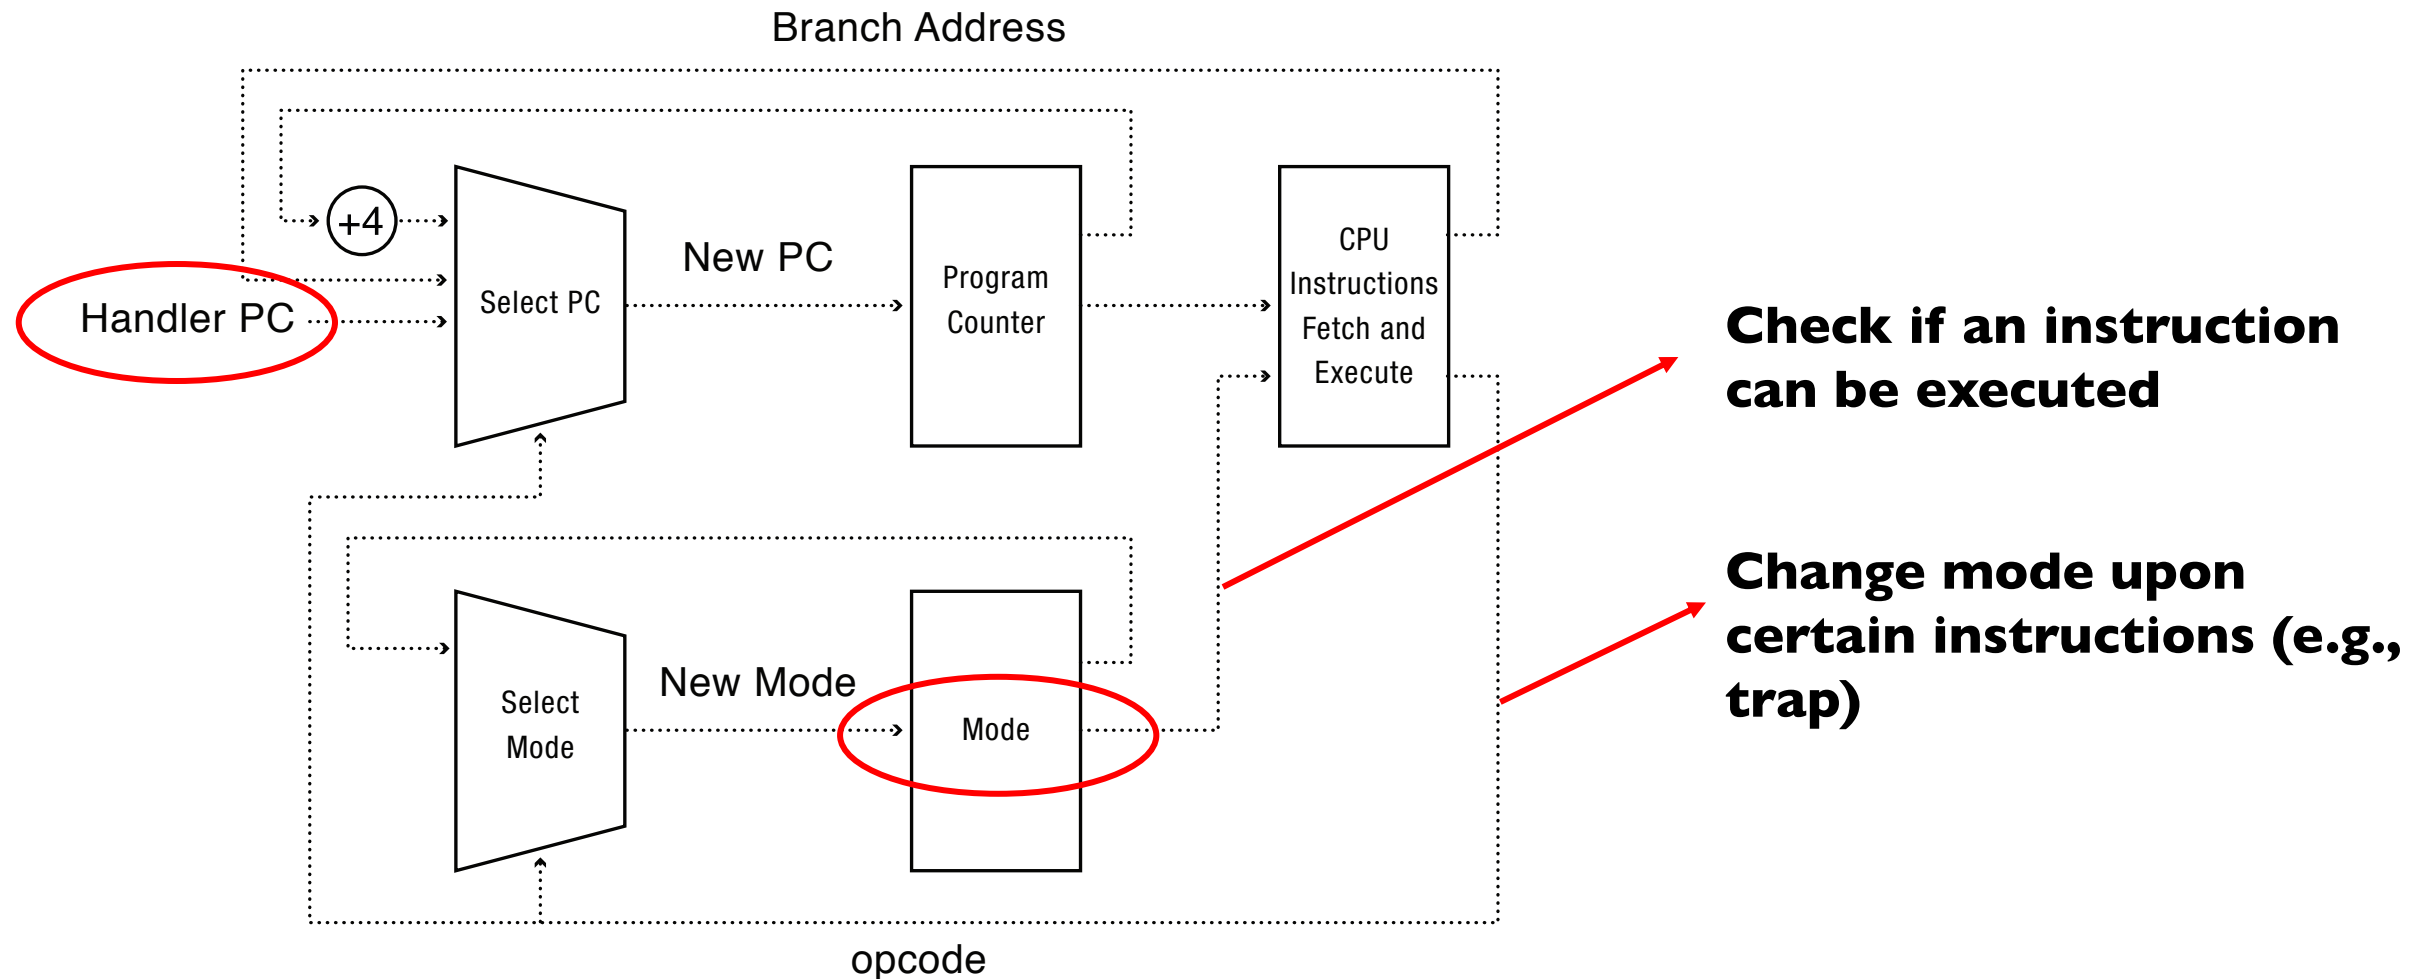 Branch Address
+4
Handler PC
Select PC
New PC
Program
Counter
CPU
Instructions
Fetch and
Execute
Check if an instruction
can be executed
Change mode upon
certain instructions (e.g.,
trap)
Select
Mode
New Mode
Mode
opcode